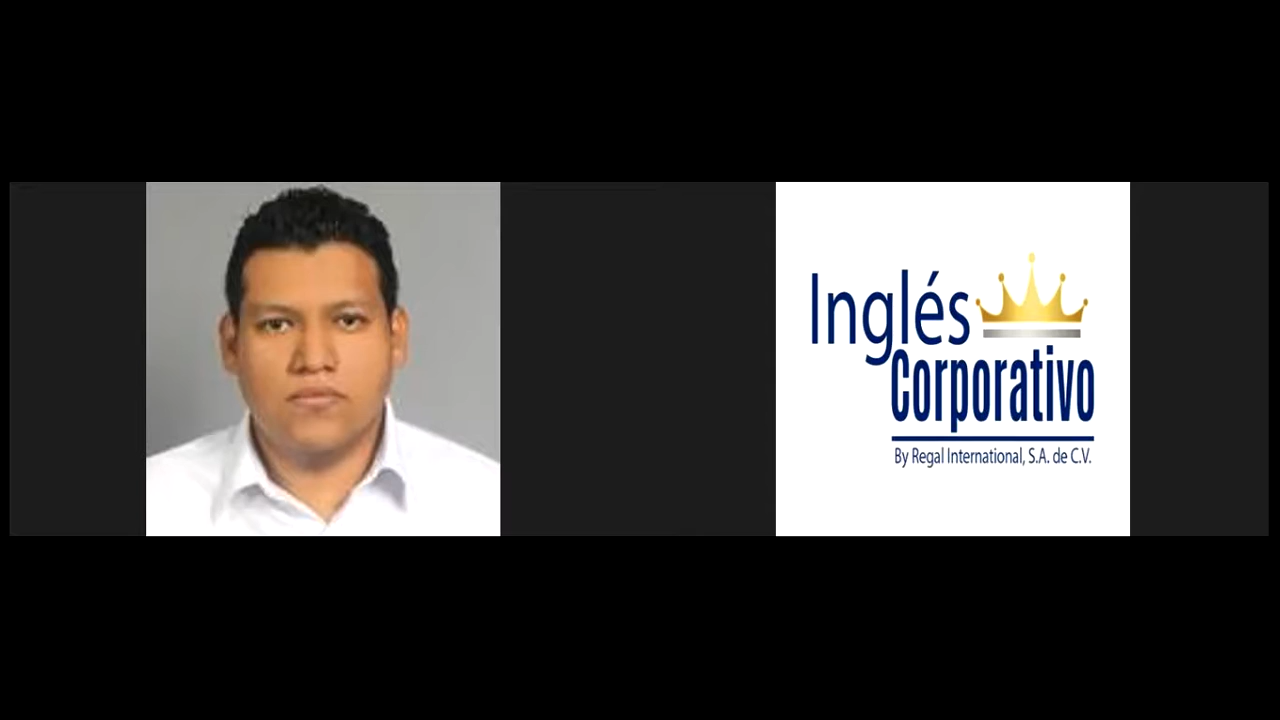 Inglés
Corporativo
By Regal International, S.A. de C.V.